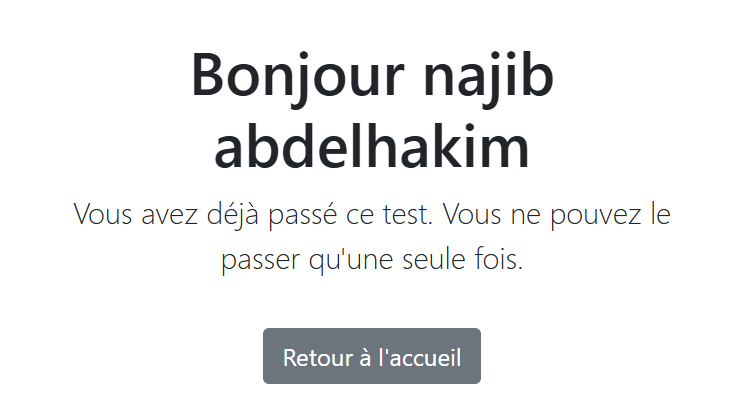 Bonjour najib
abdelhakim
Vous avez déjà passé ce test. Vous ne pouvez le
passer qu'une seule fois.
Retour à l'accueil